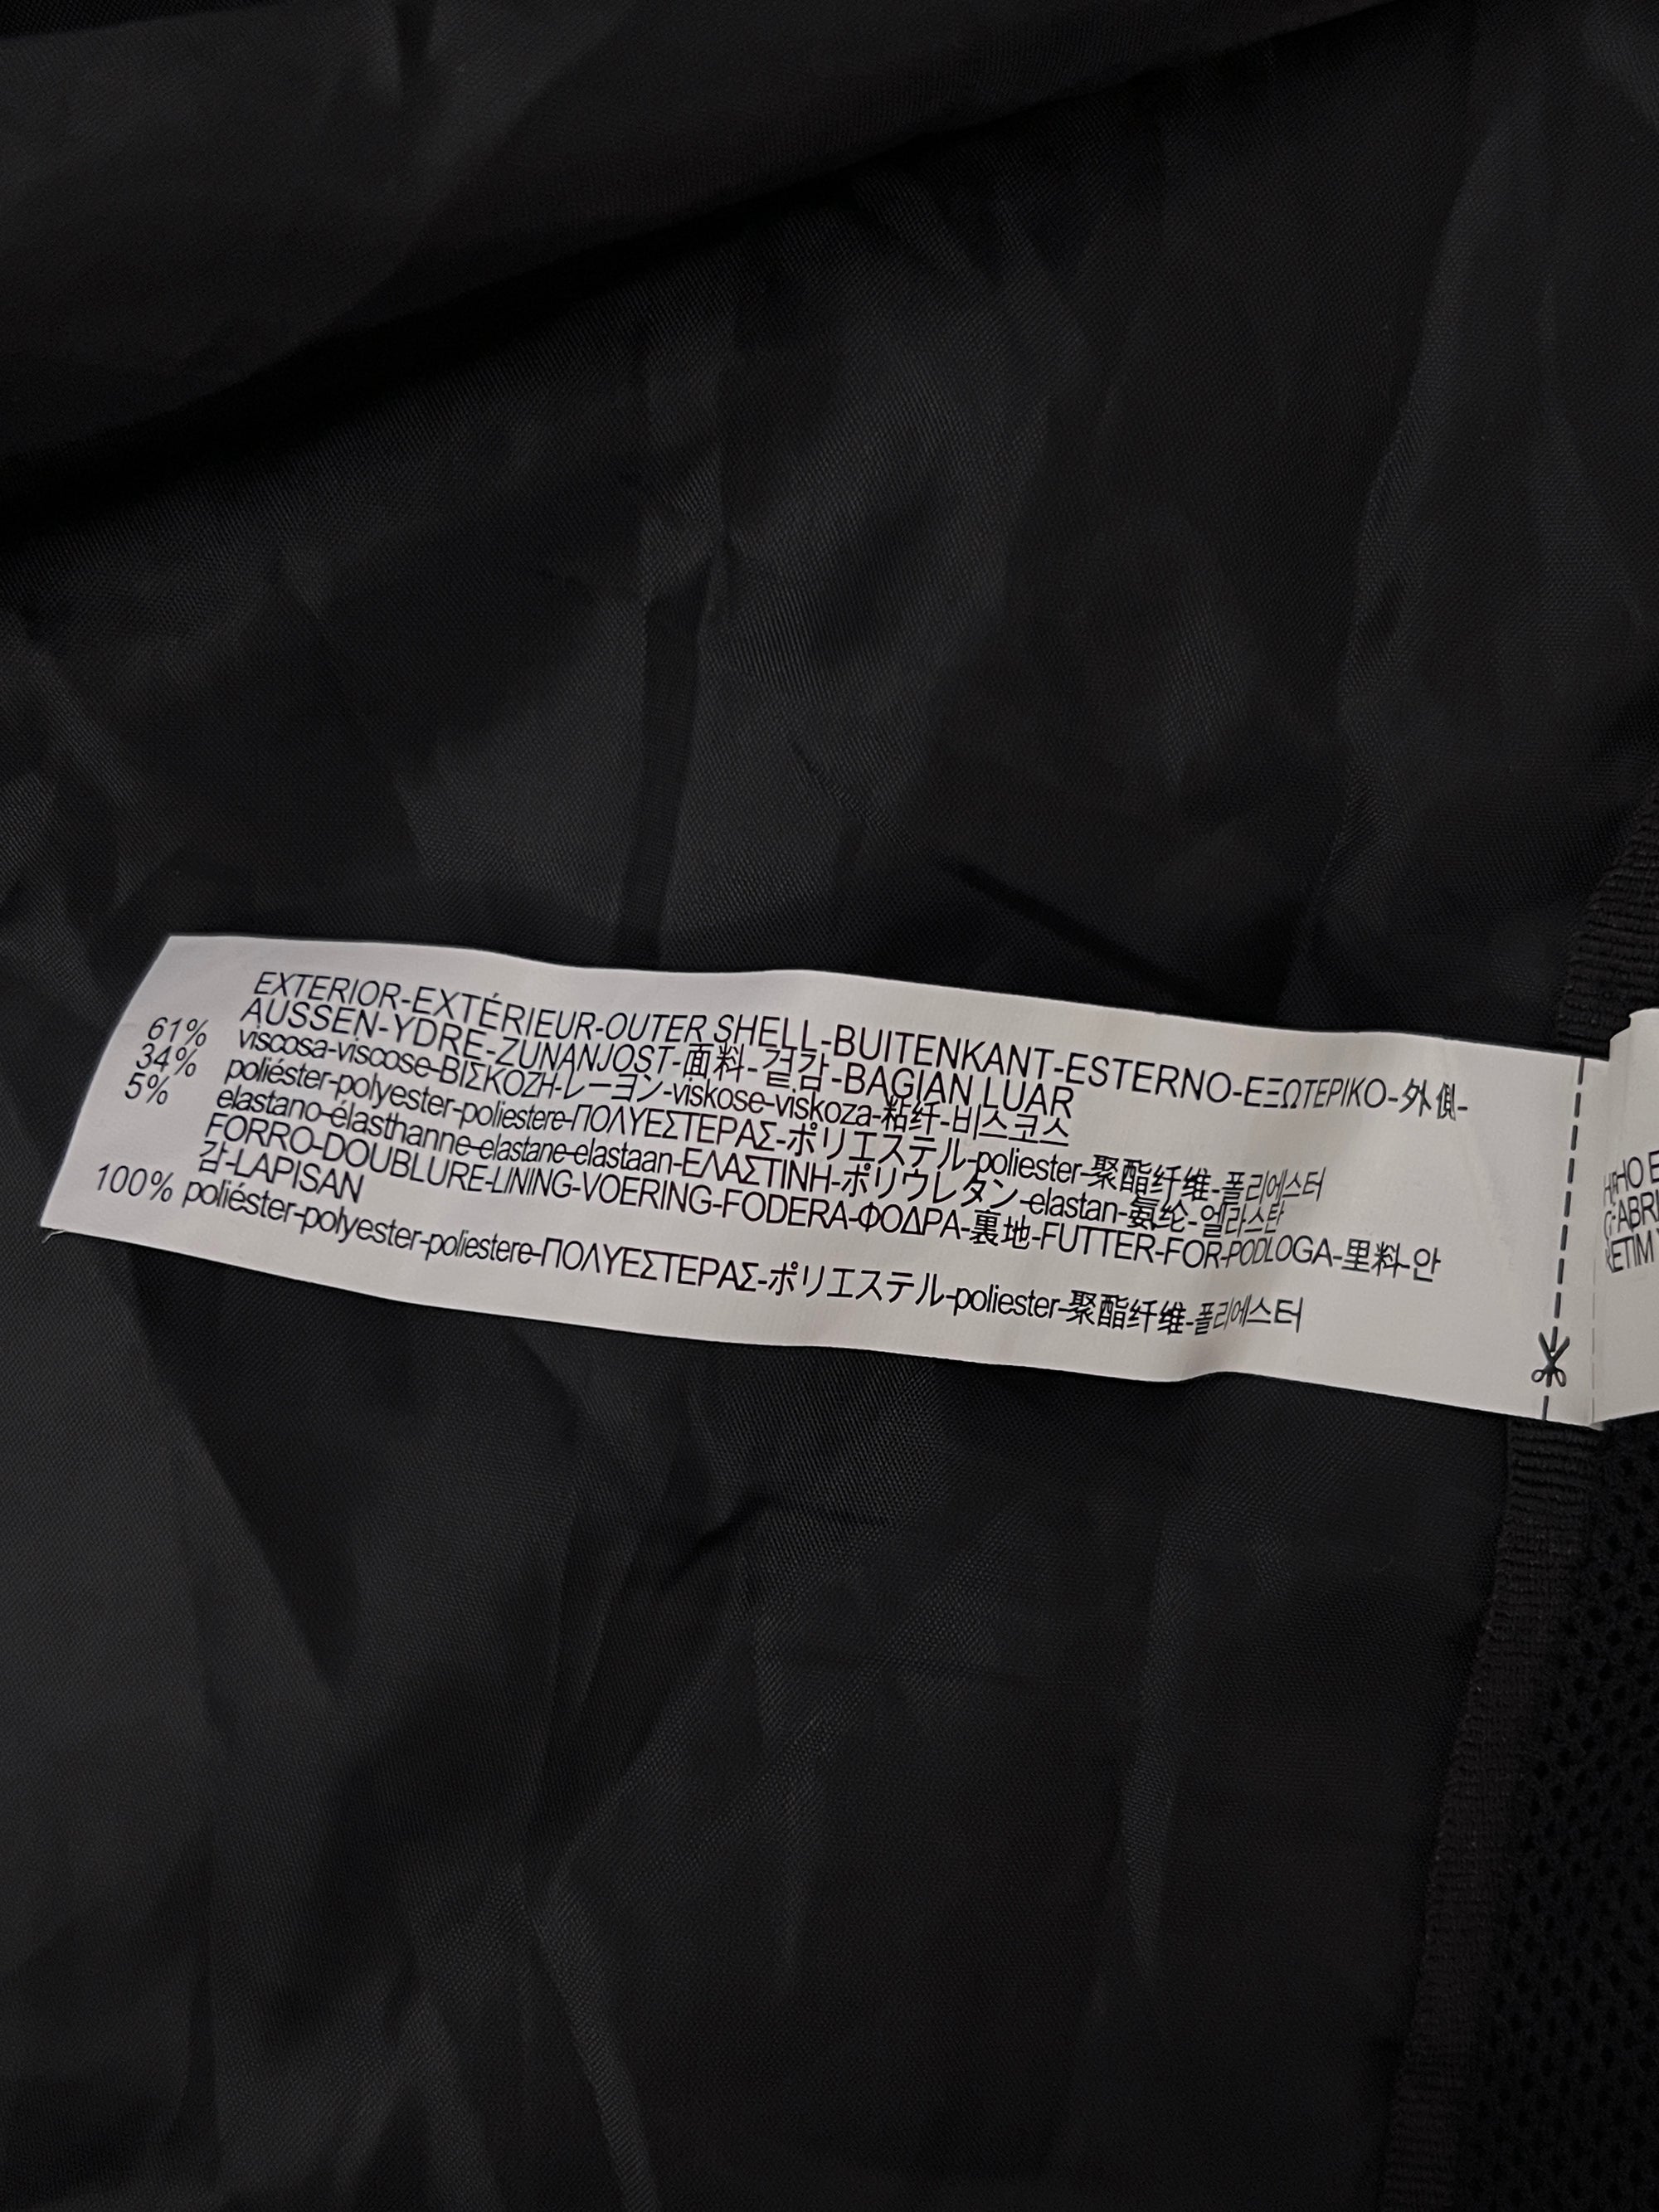 EXTERIOR-EXTÉRIEUR-OUTER SHELL-BUITENKANT-ESTERNO-ΕΞΩΤΕΡΙΚΟ-外側-
AUSSEN-YDRE-ZUNANJOST-面料-겉감-BAGIAN LUAR
61% viscosa-viscose-ΒΙΣΚΟΖΗ-レーヨン-viskose-viskoza-粘纤-비스코스
34% poliéster-polyester-poliestere-ΠΟΛΥΕΣΤΕΡΑΣ-ポリエステル-poliester-聚酯纤维-폴리에스터
5% elastano-élasthanne-elastane-elastaan-ΕΛΑΣΤΙΝΗ-ポリウレタン-elastan-氨纶-엘라스탄
FORRO-DOUBLURE-LINING-VOERING-FODERA-ΦΟΔΡΑ-裏地-FUTTER-FOR-PODLOGA-里料-안
감-LAPISAN
100% poliéster-polyester-poliestere-ΠΟΛΥΕΣΤΕΡΑΣ-ポリエステル-poliester-聚酯纤维-폴리에스터